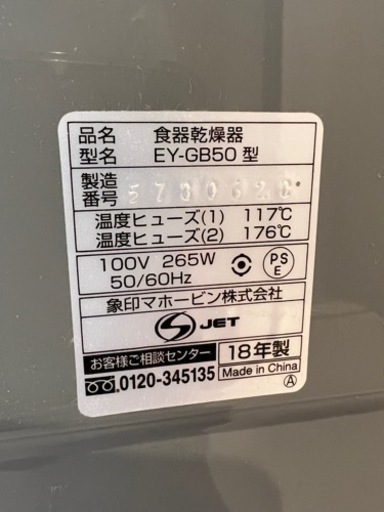 品名 食器乾燥器
型名 EY-GB50 型
製造
番号
温度ヒューズ(1) 117℃
温度ヒューズ(2) 176℃
100V 265W
50/60Hz
PS
E
象印マホービン株式会社
JET
お客様ご相談センター
0120-345135
18年製
Made in China
A